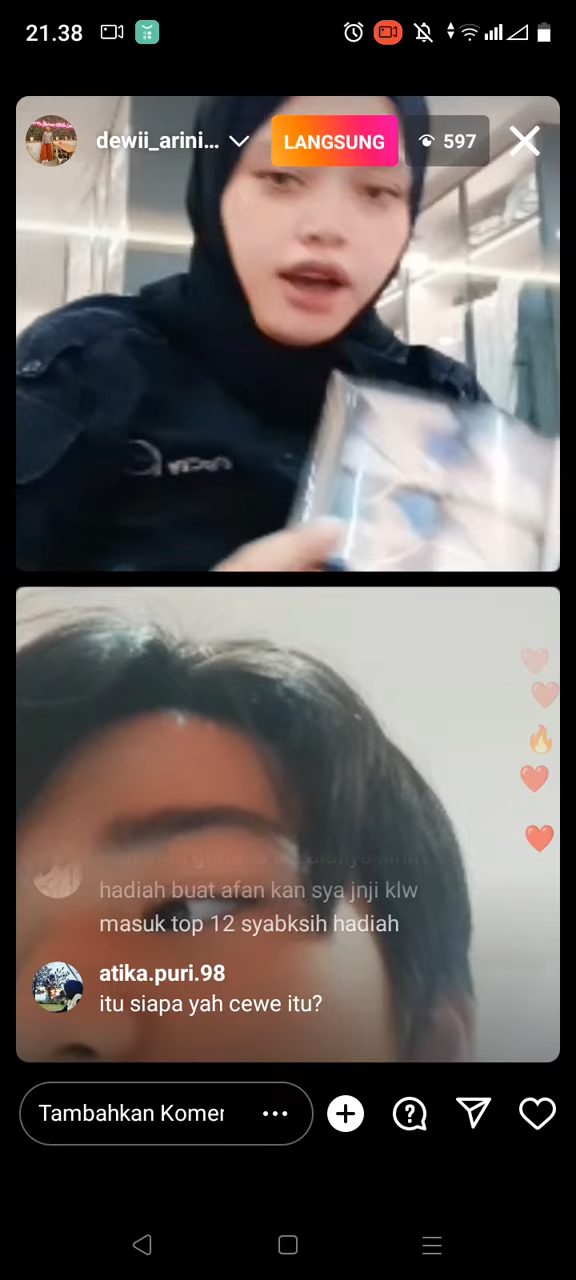 21.38
dewii_arini...
LANGSUNG
597
hadiah buat afan kan sya jnji klw
masuk top 12 syabksih hadiah
atika.puri.98
itu siapa yah cewe itu?
Tambahkan Komer